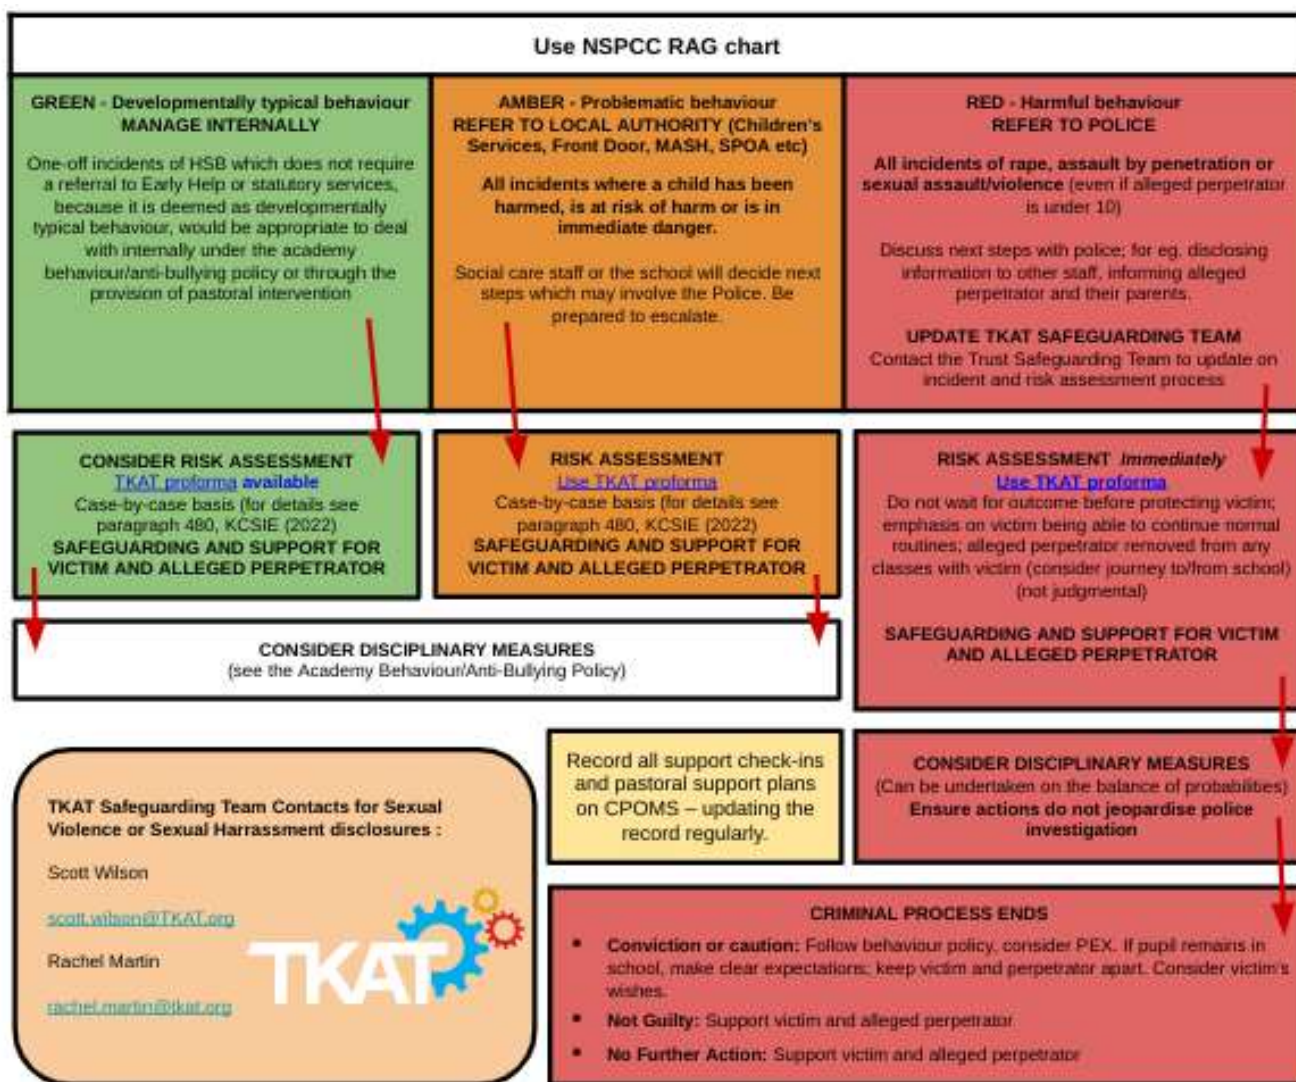 Use NSPCC RAG chart
GREEN - Developmentally typical behaviour
MANAGE INTERNALLY
One-off incidents of HSB which does not require
a referral to Early Help or statutory services,
because it is deemed as developmentally
typical behaviour, would be appropriate to deal
with internally under the academy
behaviour/anti-bullying policy or through the
provision of pastoral intervention
AMBER - Problematic behaviour
REFER TO LOCAL AUTHORITY (Children's
Services, Front Door, MASH, SPOA etc)
All incidents where a child has been
harmed, is at risk of harm or is in
immediate danger.
Social care staff or the school will decide next
steps which may involve the Police. Be
prepared to escalate.
RED - Harmful behaviour
REFER TO POLICE
All incidents of rape, assault by penetration or
sexual assault/violence (even if alleged perpetrator
is under 10)
Discuss next steps with police; for eg. disclosing
information to other staff, informing alleged
perpetrator and their parents.
UPDATE TKAT SAFEGUARDING TEAM
Contact the Trust Safeguarding Team to update on
incident and risk assessment process
CONSIDER RISK ASSESSMENT
TKAT proforma available
Case-by-case basis (for details see
paragraph 480, KCSIE (2022)
SAFEGUARDING AND SUPPORT FOR
VICTIM AND ALLEGED PERPETRATOR
RISK ASSESSMENT
Use TKAT proforma
Case-by-case basis (for details see
paragraph 480, KCSIE (2022)
SAFEGUARDING AND SUPPORT FOR
VICTIM AND ALLEGED PERPETRATOR
RISK ASSESSMENT Immediately
Use TKAT proforma
Do not wait for outcome before protecting victim;
emphasis on victim being able to continue normal
routines; alleged perpetrator removed from any
classes with victim (consider journey to/from school)
(not judgmental)
SAFEGUARDING AND SUPPORT FOR VICTIM
AND ALLEGED PERPETRATOR
CONSIDER DISCIPLINARY MEASURES
(see the Academy Behaviour/Anti-Bullying Policy)
TKAT Safeguarding Team Contacts for Sexual
Violence or Sexual Harrassment disclosures :
Scott Wilson
scott.wilson@TKAT.org
Rachel Martin
rachel.martin@tkat.org
TKAT
Record all support check-ins
and pastoral support plans
on CPOMS – updating the
record regularly.
CONSIDER DISCIPLINARY MEASURES
(Can be undertaken on the balance of probabilities)
Ensure actions do not jeopardise police
investigation
CRIMINAL PROCESS ENDS
▪ Conviction or caution: Follow behaviour policy, consider PEX. If pupil remains in
school, make clear expectations; keep victim and perpetrator apart. Consider victim's
wishes.
▪ Not Guilty: Support victim and alleged perpetrator
▪ No Further Action: Support victim and alleged perpetrator